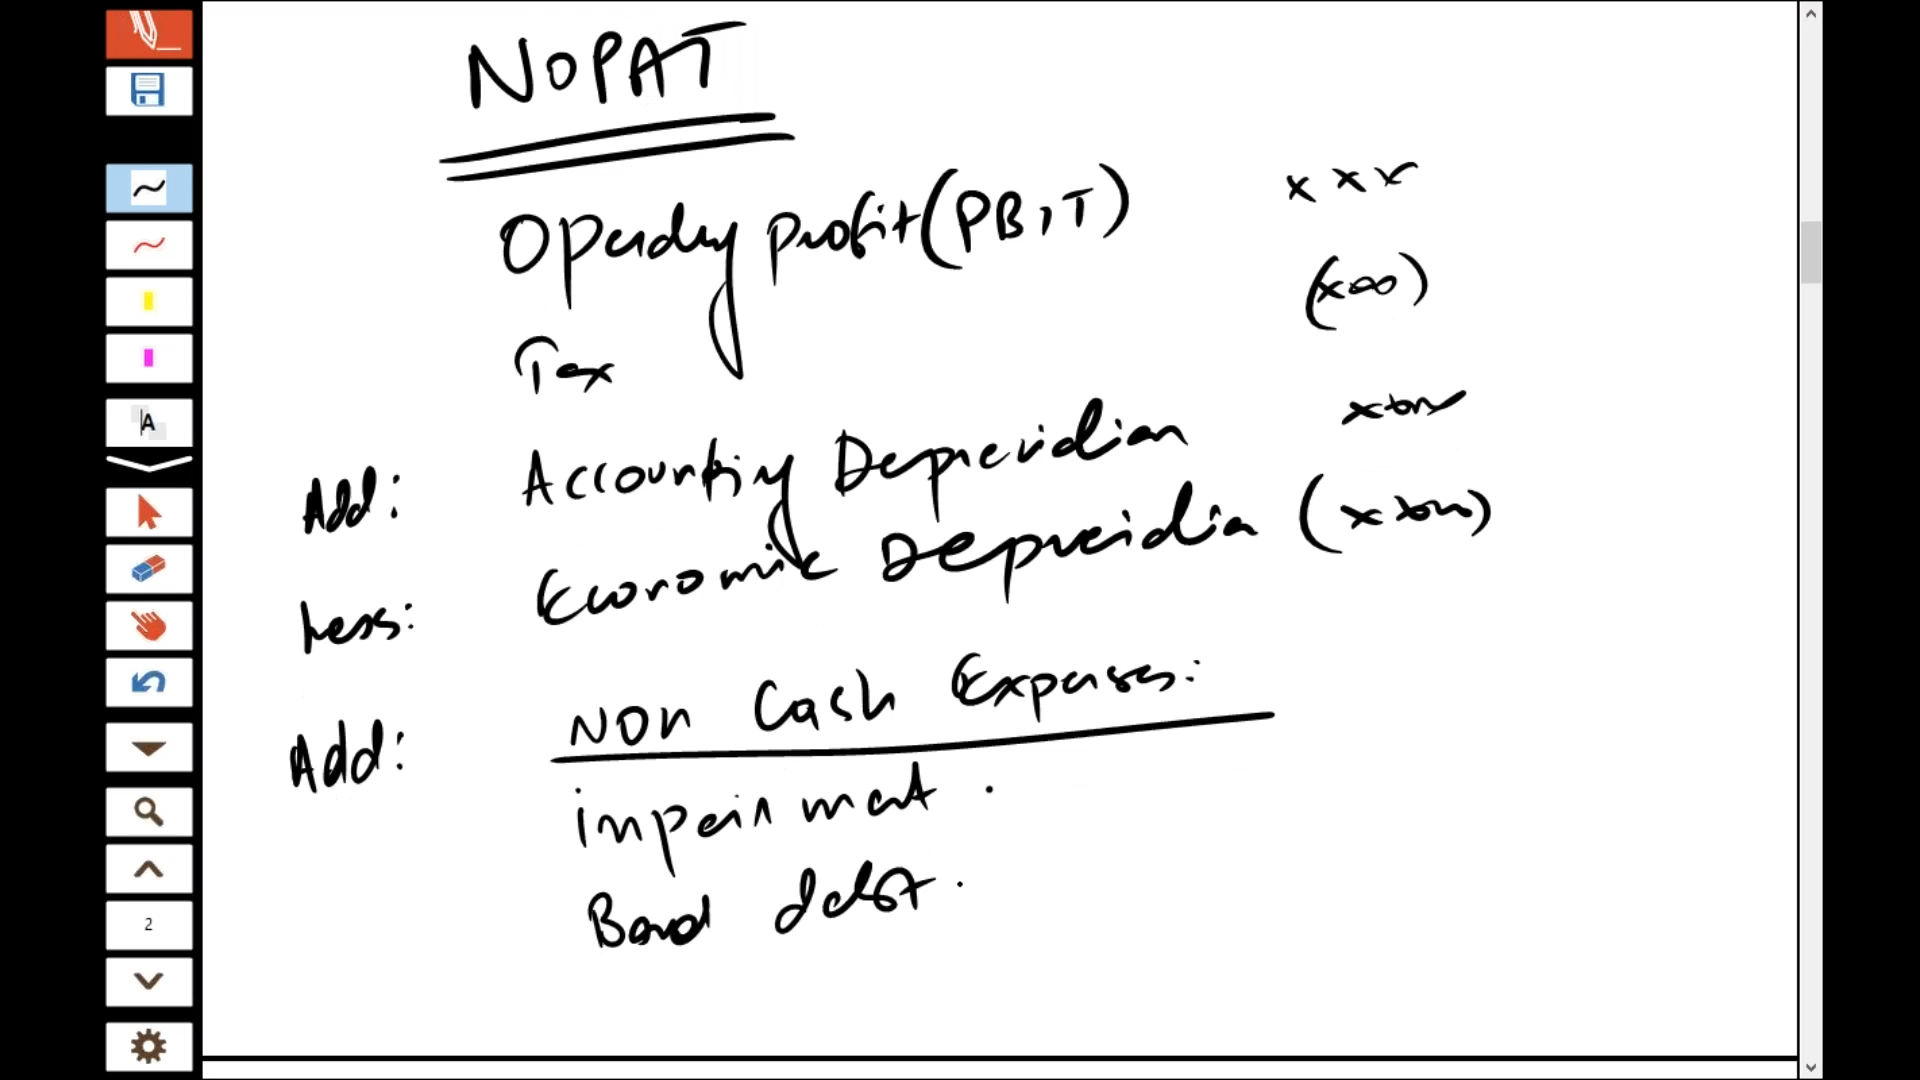 NOPAT
Operating profit (PBIT) xxx
Tax (xxx)
Add: Accounting Depreciation xxx
Less: Economic Depreciation (xxx)
Add: Non Cash Expenses:
impairment.
Bad debt.
A
2